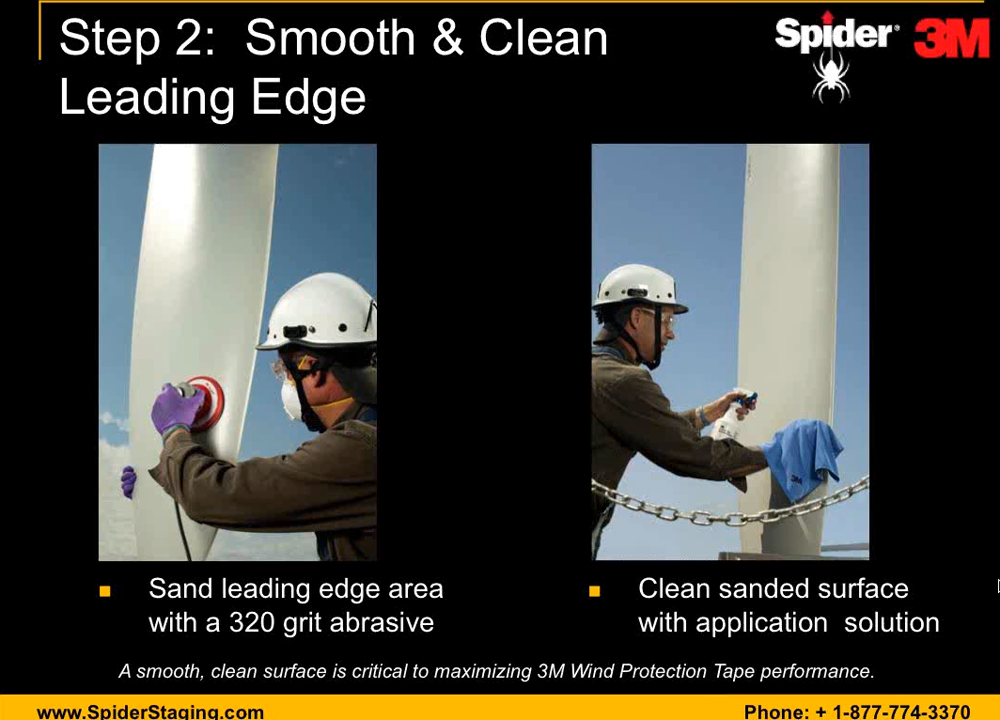 Step 2: Smooth & Clean
Leading Edge
Spider®
3M
3M
Sand leading edge area
with a 320 grit abrasive
Clean sanded surface
with application solution
A smooth, clean surface is critical to maximizing 3M Wind Protection Tape performance.
www.SpiderStaging.com
Phone: + 1-877-774-3370